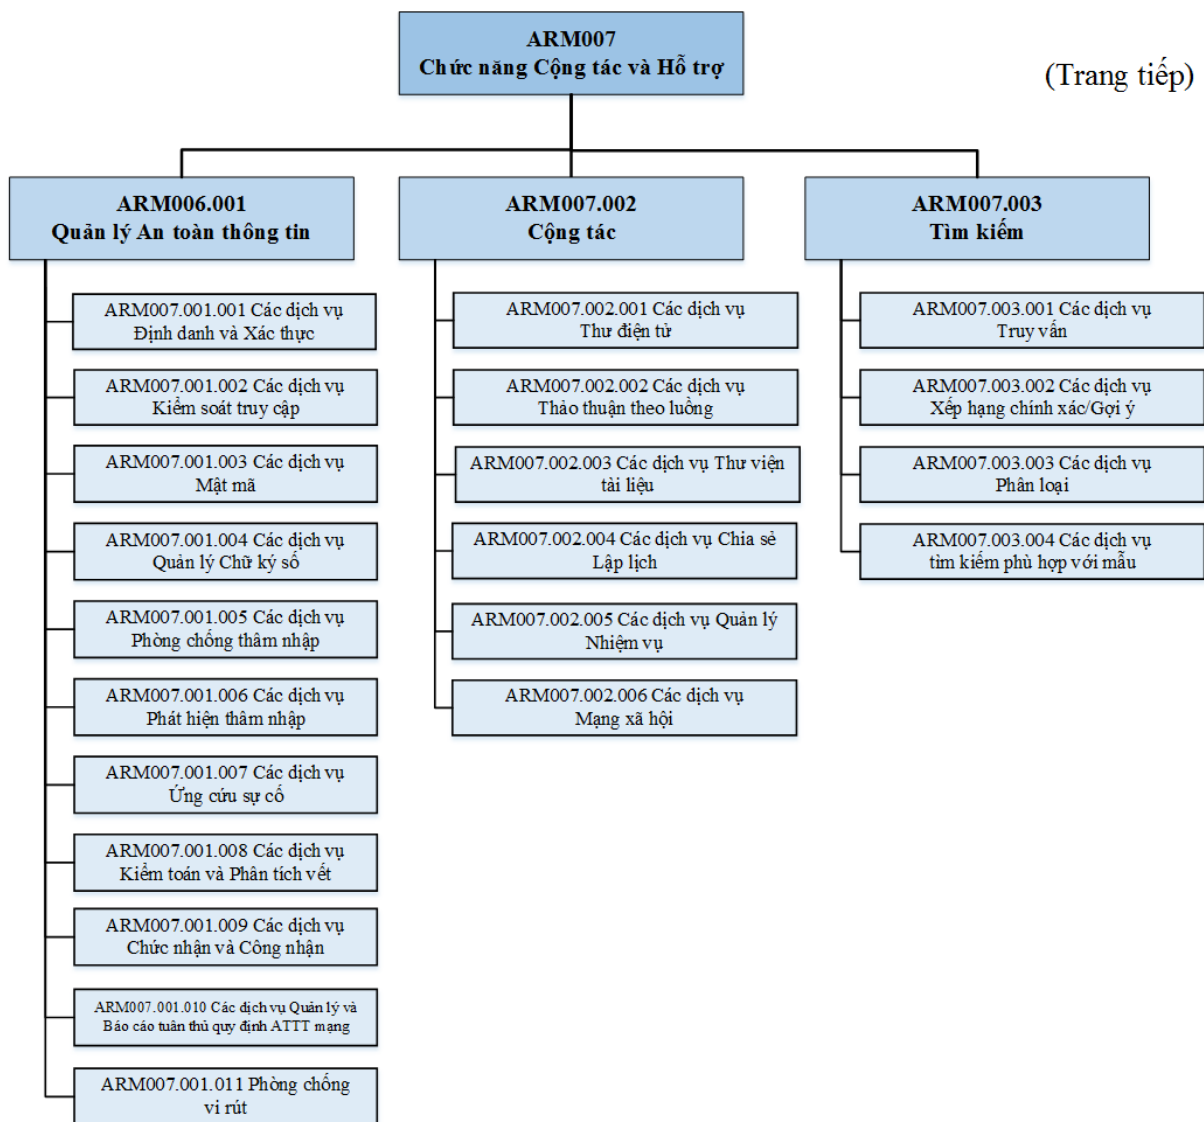 ARM007
Chức năng Cộng tác và Hỗ trợ
(Trang tiếp)
ARM006.001
Quản lý An toàn thông tin
ARM007.001.001 Các dịch vụ
Định danh và Xác thực
ARM007.001.002 Các dịch vụ
Kiểm soát truy cập
ARM007.001.003 Các dịch vụ
Mật mã
ARM007.001.004 Các dịch vụ
Quản lý Chữ ký số
ARM007.001.005 Các dịch vụ
Phòng chống thâm nhập
ARM007.001.006 Các dịch vụ
Phát hiện thâm nhập
ARM007.001.007 Các dịch vụ
Ứng cứu sự cố
ARM007.001.008 Các dịch vụ
Kiểm toán và Phân tích vết
ARM007.001.009 Các dịch vụ
Chức nhận và Công nhận
ARM007.001.010 Các dịch vụ Quản lý và
Báo cáo tuân thủ quy định ATTT mạng
ARM007.001.011 Phòng chống
vi rút
ARM007.002
Cộng tác
ARM007.002.001 Các dịch vụ
Thư điện tử
ARM007.002.002 Các dịch vụ
Thảo thuận theo luồng
ARM007.002.003 Các dịch vụ Thư viện
tài liệu
ARM007.002.004 Các dịch vụ Chia sẻ
Lập lịch
ARM007.002.005 Các dịch vụ Quản lý
Nhiệm vụ
ARM007.002.006 Các dịch vụ
Mạng xã hội
ARM007.003
Tìm kiếm
ARM007.003.001 Các dịch vụ
Truy vấn
ARM007.003.002 Các dịch vụ
Xếp hạng chính xác/Gợi ý
ARM007.003.003 Các dịch vụ
Phân loại
ARM007.003.004 Các dịch vụ
tìm kiếm phù hợp với mẫu